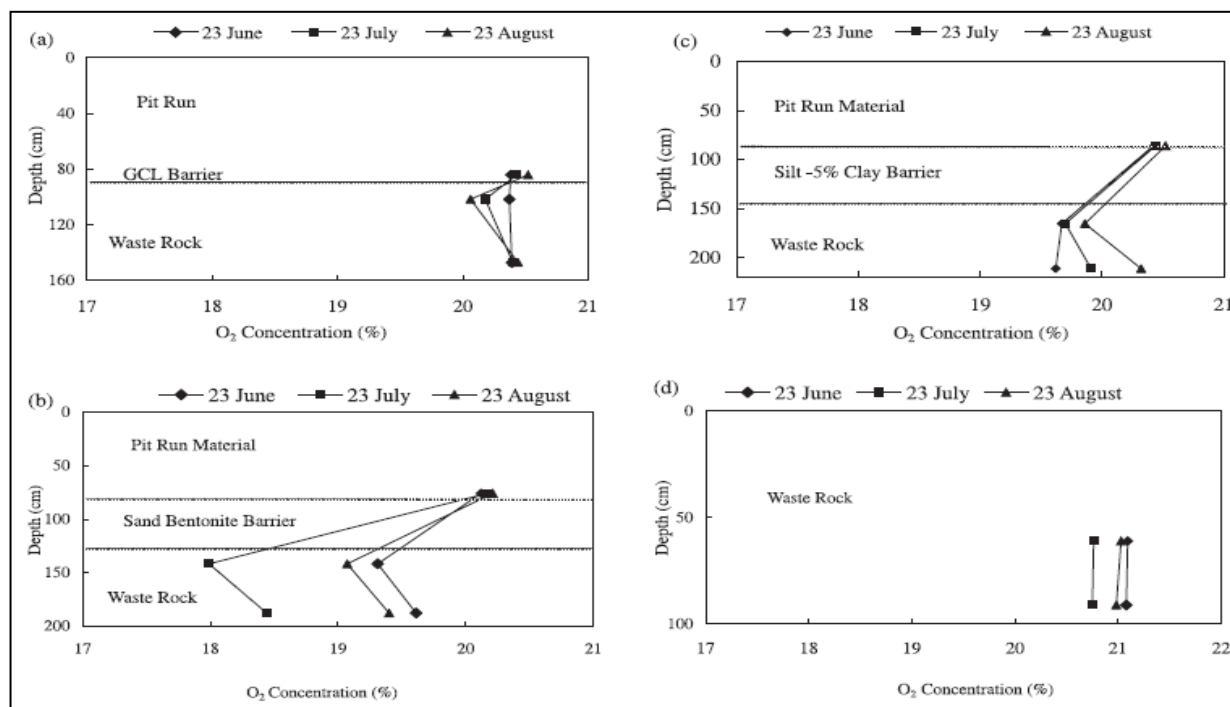 (a)
23 June 23 July 23 August
0
40
80
120
160
Depth (cm)
Pit Run
GCL Barrier
Waste Rock
17 18 19 20 21
O₂ Concentration (%)
(c)
23 June 23 July 23 August
0
50
100
150
200
Depth (cm)
Pit Run Material
Silt -5% Clay Barrier
Waste Rock
17 18 19 20 21
O₂ Concentration (%)
(b)
23 June 23 July 23 August
0
50
100
150
200
Depth (cm)
Pit Run Material
Sand Bentonite Barrier
Waste Rock
17 18 19 20 21
O₂ Concentration (%)
(d)
23 June 23 July 23 August
0
50
100
Depth (cm)
Waste Rock
17 18 19 20 21 22
O₂ Concentration (%)